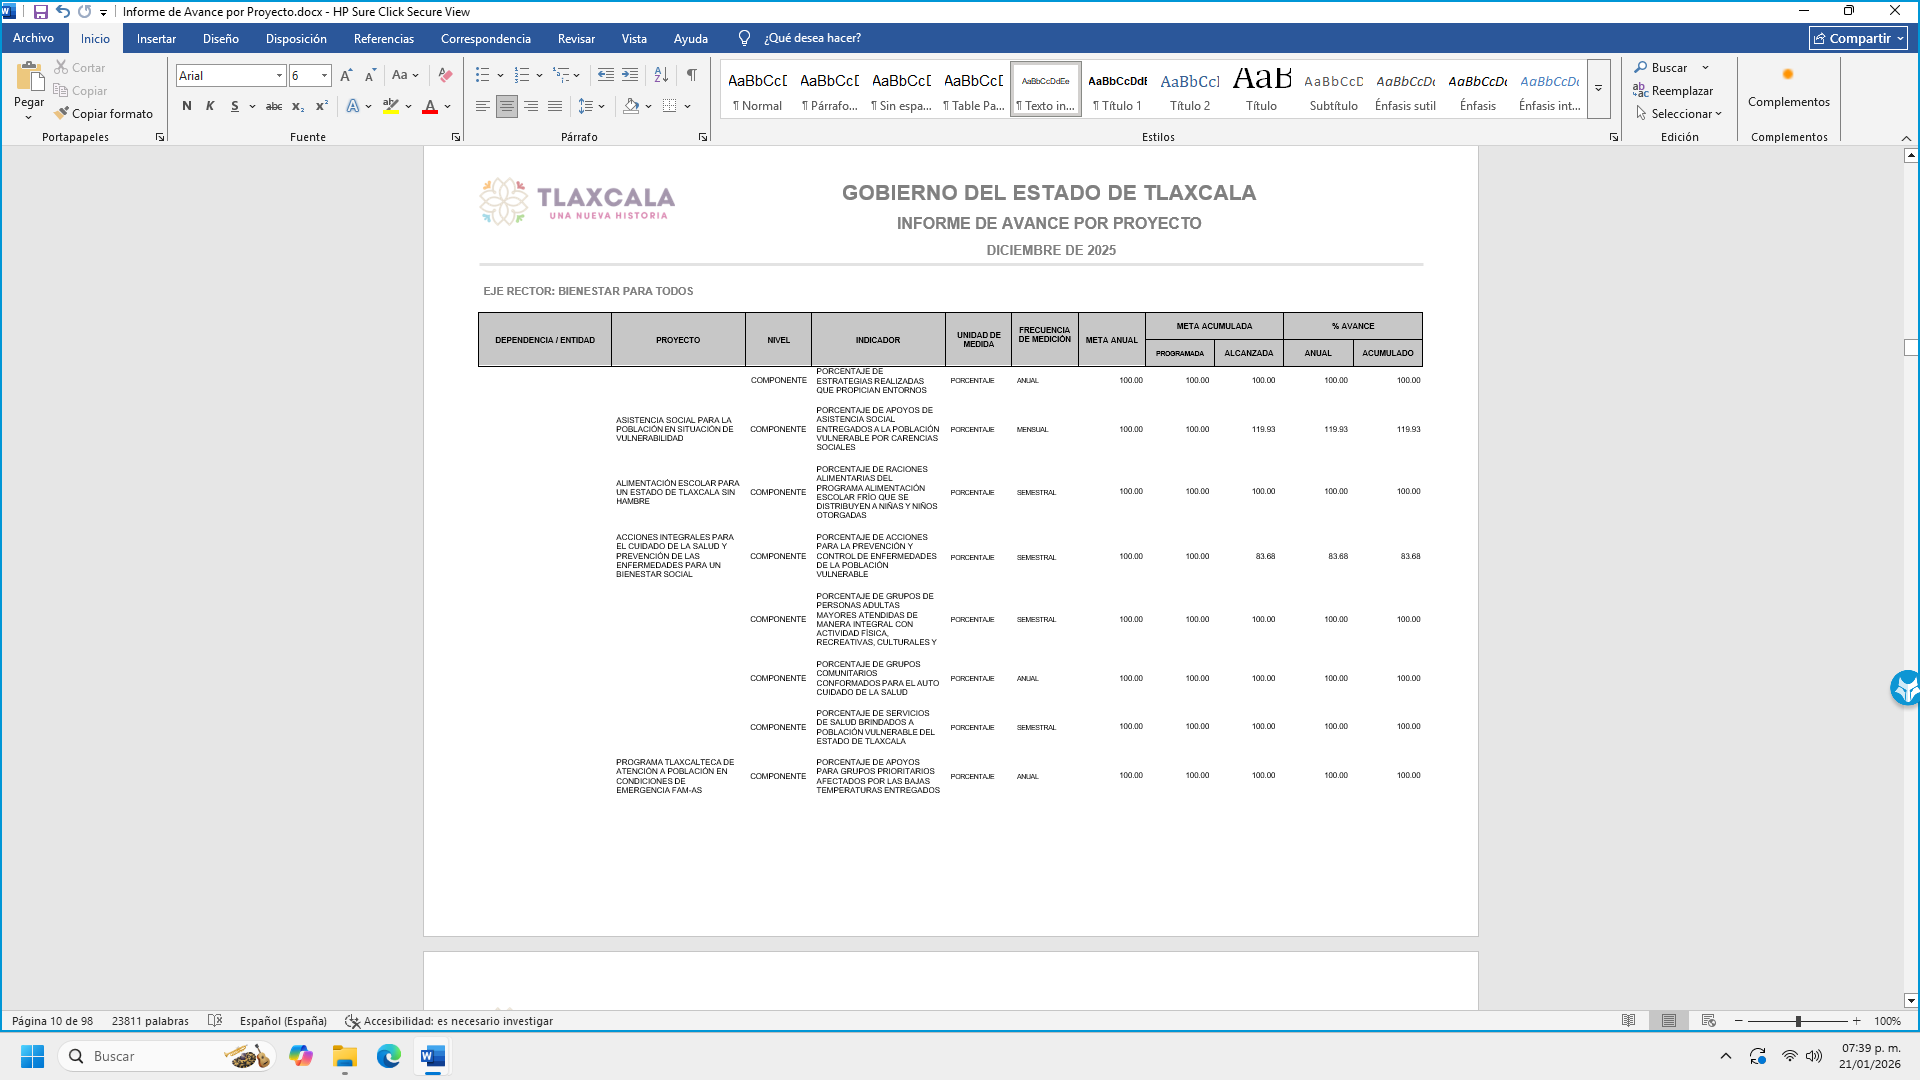 Informe de Avance por Proyecto.docx - HP Sure Click Secure View
Archivo Inicio Insertar Diseño Disposición Referencias Correspondencia Revisar Vista Ayuda ¿Qué desea hacer? Compartir
Pegar
Cortar
Copiar
Copiar formato
Portapapeles
Arial 6
Aa
N K S abc x₂ x² A ab A
Fuente
Párrafo
AaBbCcD AaBbCcD AaBbCcD AaBbCcD AaBbCcDdEe AaBbCcDdE AaBbCcI AaB AaBbCcD AaBbCcDc AaBbCcDc AaBbCcDc
¶ Normal ¶ Párrafo... ¶ Sin espa... ¶ Table Pa... ¶ Texto in... ¶ Título 1 Título 2 Título Subtítulo Énfasis sutil Énfasis Énfasis int...
Estilos
Buscar
Reemplazar
Seleccionar
Edición
Complementos
Complementos
TLAXCALA
UNA NUEVA HISTORIA
GOBIERNO DEL ESTADO DE TLAXCALA
INFORME DE AVANCE POR PROYECTO
DICIEMBRE DE 2025
EJE RECTOR: BIENESTAR PARA TODOS
DEPENDENCIA / ENTIDAD PROYECTO NIVEL INDICADOR UNIDAD DE MEDIDA FRECUENCIA DE MEDICIÓN META ANUAL META ACUMULADA % AVANCE
PROGRAMADA ALCANZADA ANUAL ACUMULADO
PORCENTAJE DE
ESTRATEGIAS REALIZADAS
QUE PROPICIAN ENTORNOS
COMPONENTE PORCENTAJE ANUAL 100.00 100.00 100.00 100.00 100.00
ASISTENCIA SOCIAL PARA LA
POBLACIÓN EN SITUACIÓN DE
VULNERABILIDAD
COMPONENTE
PORCENTAJE DE APOYOS DE
ASISTENCIA SOCIAL
ENTREGADOS A LA POBLACIÓN
VULNERABLE POR CARENCIAS
SOCIALES
PORCENTAJE MENSUAL 100.00 100.00 119.93 119.93 119.93
ALIMENTACIÓN ESCOLAR PARA
UN ESTADO DE TLAXCALA SIN
HAMBRE
COMPONENTE
PORCENTAJE DE RACIONES
ALIMENTARIAS DEL
PROGRAMA ALIMENTACIÓN
ESCOLAR FRÍO QUE SE
DISTRIBUYEN A NIÑAS Y NIÑOS
OTORGADAS
PORCENTAJE SEMESTRAL 100.00 100.00 100.00 100.00 100.00
ACCIONES INTEGRALES PARA
EL CUIDADO DE LA SALUD Y
PREVENCIÓN DE LAS
ENFERMEDADES PARA UN
BIENESTAR SOCIAL
COMPONENTE
PORCENTAJE DE ACCIONES
PARA LA PREVENCIÓN Y
CONTROL DE ENFERMEDADES
DE LA POBLACIÓN
VULNERABLE
PORCENTAJE SEMESTRAL 100.00 100.00 83.68 83.68 83.68
COMPONENTE
PORCENTAJE DE GRUPOS DE
PERSONAS ADULTAS
MAYORES ATENDIDAS DE
MANERA INTEGRAL CON
ACTIVIDAD FÍSICA,
RECREATIVAS, CULTURALES Y
PORCENTAJE SEMESTRAL 100.00 100.00 100.00 100.00 100.00
COMPONENTE
PORCENTAJE DE GRUPOS
COMUNITARIOS
CONFORMADOS PARA EL AUTO
CUIDADO DE LA SALUD
PORCENTAJE ANUAL 100.00 100.00 100.00 100.00 100.00
COMPONENTE
PORCENTAJE DE SERVICIOS
DE SALUD BRINDADOS A
POBLACIÓN VULNERABLE DEL
ESTADO DE TLAXCALA
PORCENTAJE SEMESTRAL 100.00 100.00 100.00 100.00 100.00
PROGRAMA TLAXCALTECA DE
ATENCIÓN A POBLACIÓN EN
CONDICIONES DE
EMERGENCIA FAM-AS
COMPONENTE
PORCENTAJE DE APOYOS
PARA GRUPOS PRIORITARIOS
AFECTADOS POR LAS BAJAS
TEMPERATURAS ENTREGADOS
PORCENTAJE ANUAL 100.00 100.00 100.00 100.00 100.00
Página 10 de 98 23811 palabras Español (España) Accesibilidad: es necesario investigar 100%
Buscar
07:39 p. m.
21/01/2026